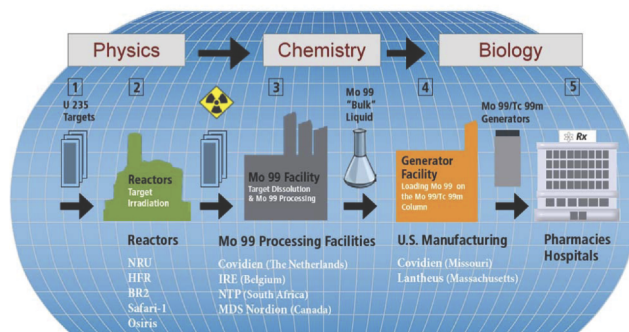 Physics
Chemistry
Biology
1
2
3
4
5
U 235
Targets
Mo 99
"Bulk"
Liquid
Mo 99/Tc 99m
Generators
Rx
Reactors
Target
Irradiation
Mo 99 Facility
Target Dissolution
& Mo 99 Processing
Generator
Facility
Loading Mo 99 on
the Mo 99/Tc 99m
Column
Reactors
NRU
HFR
BR2
Safari-1
Osiris
Mo 99 Processing Facilities
Covidien (The Netherlands)
IRE (Belgium)
NTP (South Africa)
MDS Nordion (Canada)
U.S. Manufacturing
Covidien (Missouri)
Lantheus (Massachusetts)
Pharmacies
Hospitals